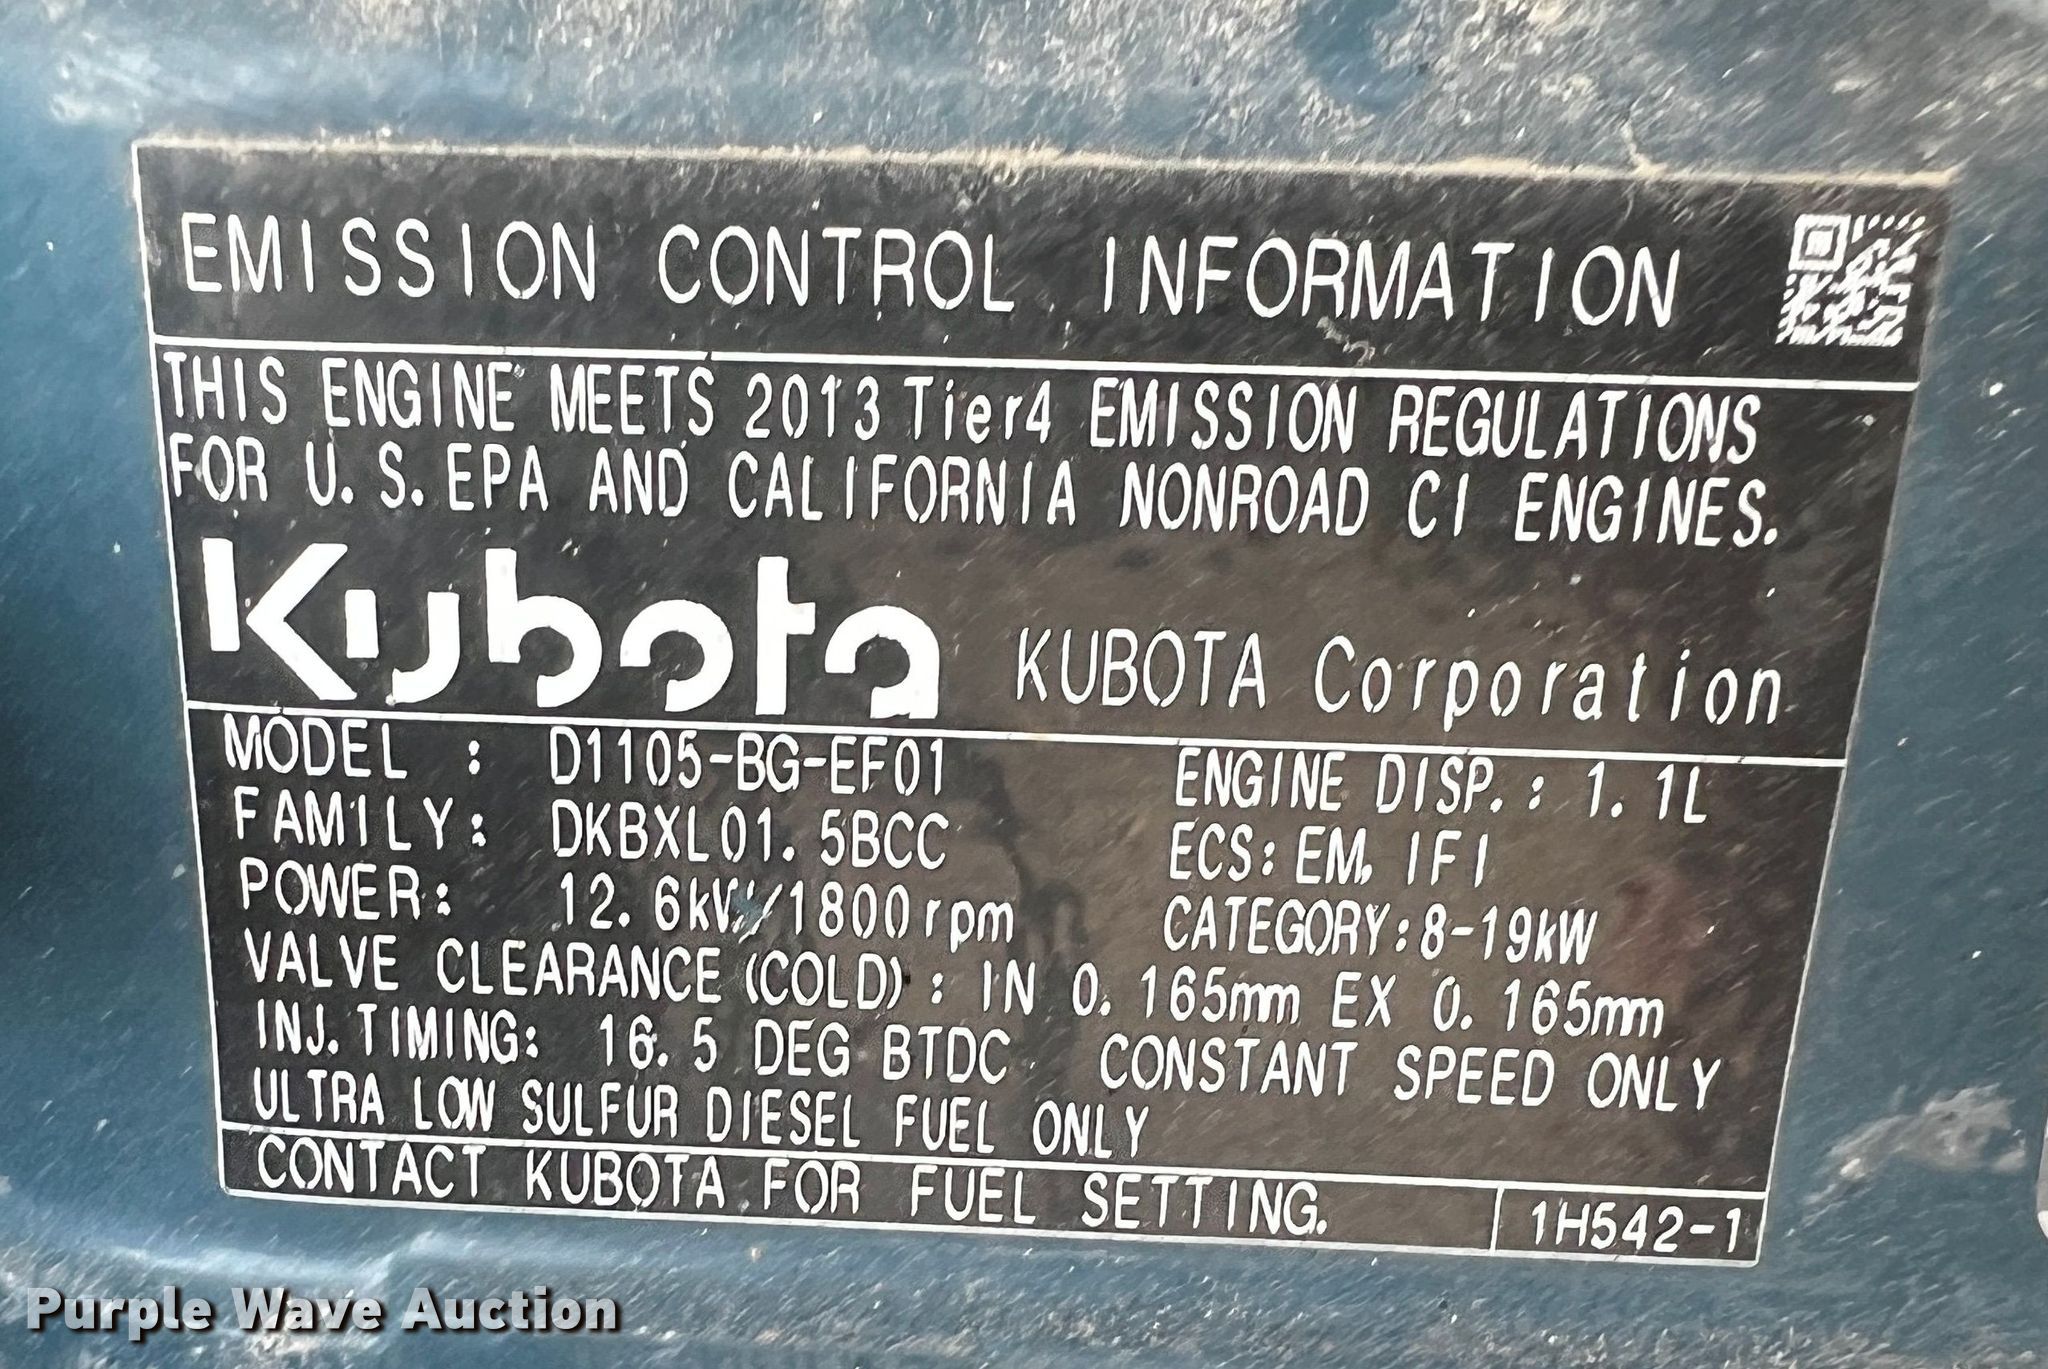 EMISSION CONTROL INFORMATION
THIS ENGINE MEETS 2013 Tier4 EMISSION REGULATIONS
FOR U.S.EPA AND CALIFORNIA NONROAD CI ENGINES.
Kubota KUBOTA Corporation
MODEL : D1105-BG-EF01 ENGINE DISP.: 1.1L
FAMILY: DKBXL01.5BCC ECS: EM, IFI
POWER: 12.6kW/1800rpm CATEGORY:8-19kW
VALVE CLEARANCE (COLD) : IN 0.165mm EX 0.165mm
INJ.TIMING: 16.5 DEG BTDC CONSTANT SPEED ONLY
ULTRA LOW SULFUR DIESEL FUEL ONLY
CONTACT KUBOTA FOR FUEL SETTING. 1H542-1
Purple Wave Auction